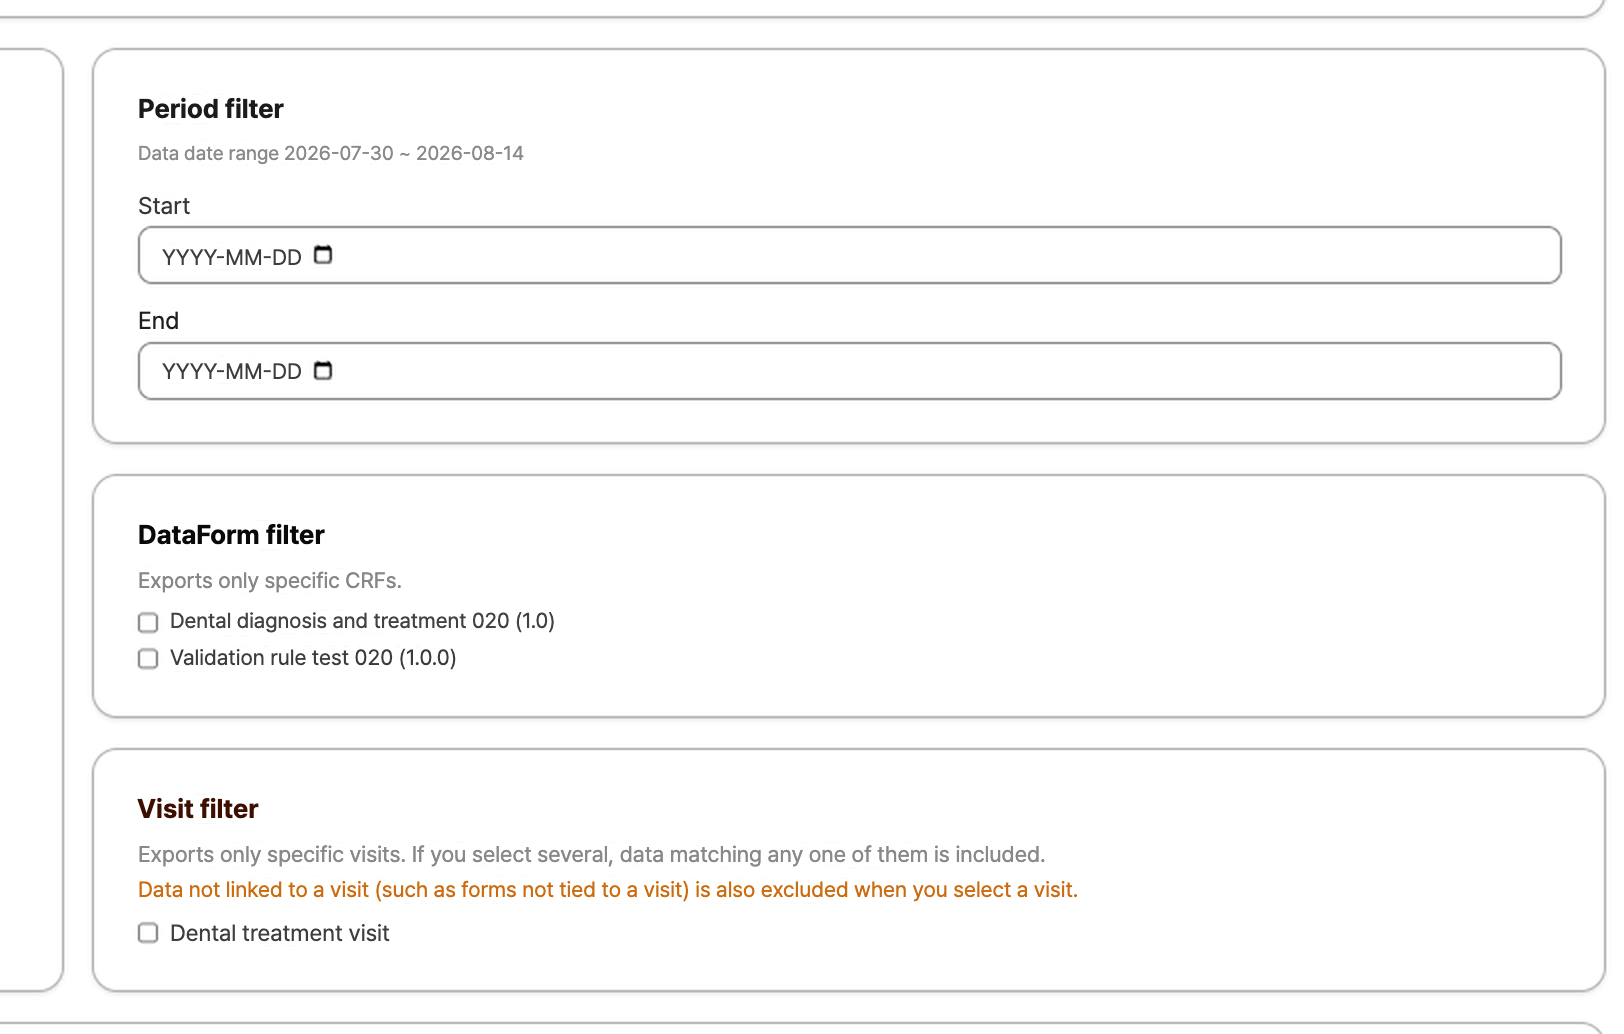 Period filter
Data date range 2026-07-30 ~ 2026-08-14
Start
YYYY-MM-DD
End
YYYY-MM-DD
DataForm filter
Exports only specific CRFs.
Dental diagnosis and treatment 020 (1.0)
Validation rule test 020 (1.0.0)
Visit filter
Exports only specific visits. If you select several, data matching any one of them is included.
Data not linked to a visit (such as forms not tied to a visit) is also excluded when you select a visit.
Dental treatment visit